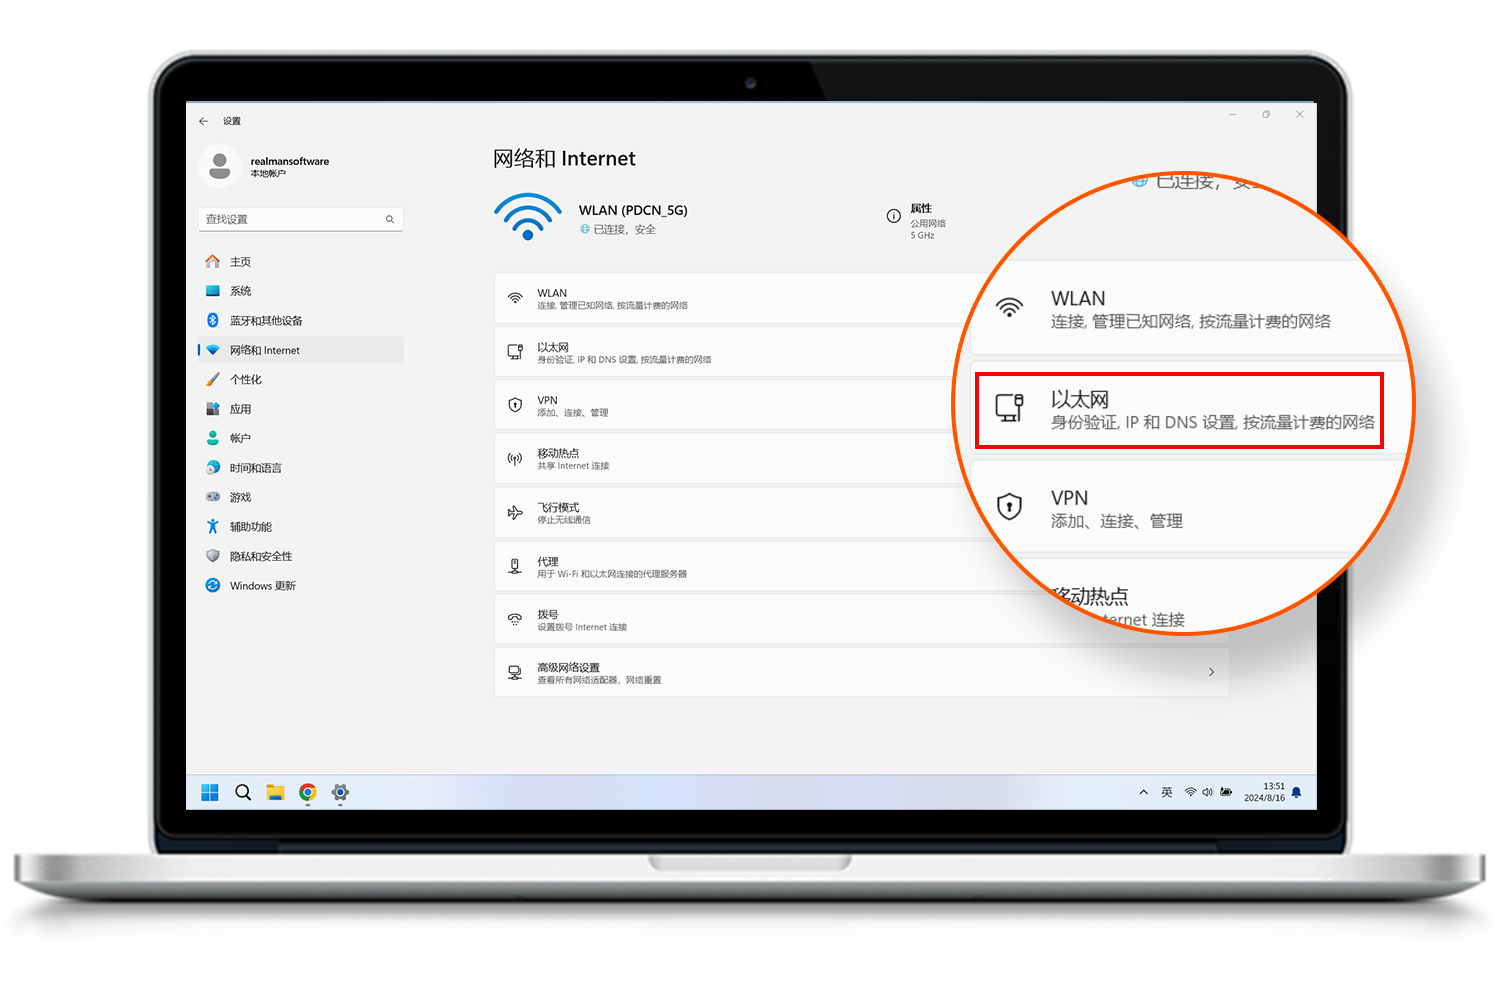 设置
realmansoftware
本地帐户
查找设置
主页
系统
蓝牙和其他设备
网络和 Internet
个性化
应用
帐户
时间和语言
游戏
辅助功能
隐私和安全性
Windows 更新
网络和 Internet
WLAN (PDCN_5G)
已连接，安全
属性
公用网络
5 GHz
WLAN
连接, 管理已知网络, 按流量计费的网络
以太网
身份验证, IP 和 DNS 设置, 按流量计费的网络
VPN
添加、连接、管理
移动热点
共享 Internet 连接
飞行模式
停止无线通信
代理
用于 Wi-Fi 和以太网连接的代理服务器
拨号
设置拨号 Internet 连接
高级网络设置
查看所有网络适配器，网络重置
已连接，
WLAN
连接, 管理已知网络, 按流量计费的网络
以太网
身份验证, IP 和 DNS 设置, 按流量计费的网络
VPN
添加、连接、管理
移动热点
连接
英
13:51
2024/8/16